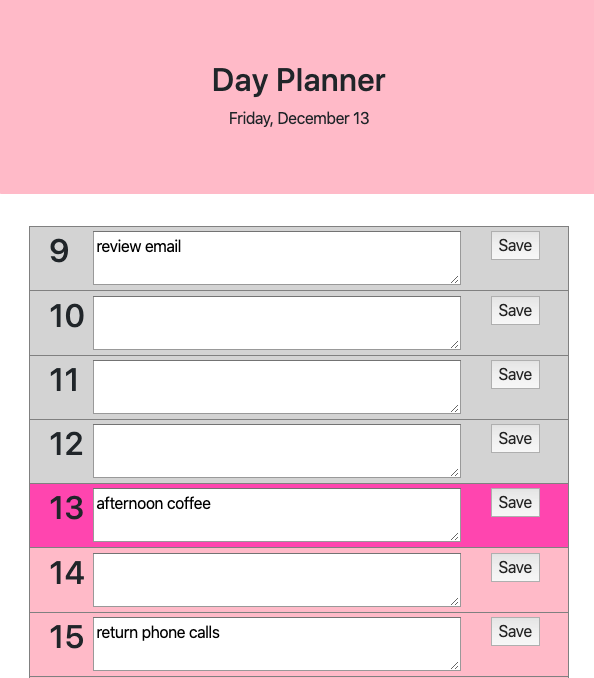 Day Planner
Friday, December 13
9 review email Save
10 Save
11 Save
12 Save
13 afternoon coffee Save
14 Save
15 return phone calls Save